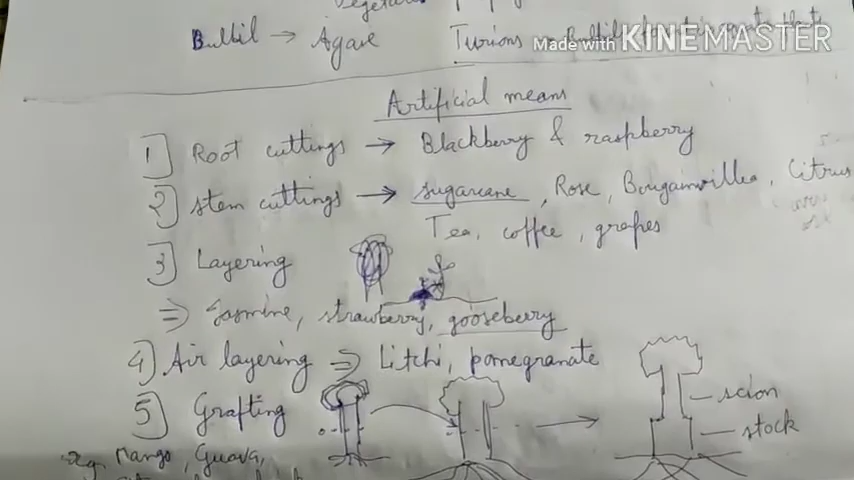 Bulbil → Agave Turions
Made with KINEMASTER
Artificial means
1] Root cuttings → Blackberry & raspberry
2] stem cuttings → sugarcane, Rose, Bougainvillea, Citrus
Tea, coffee, grapes
3] Layering
⇒ Jasmine, strawberry, gooseberry
4] Air layering ⇒ Litchi, pomegranate
5] Grafting
scion
stock
eg. Mango, Guava,